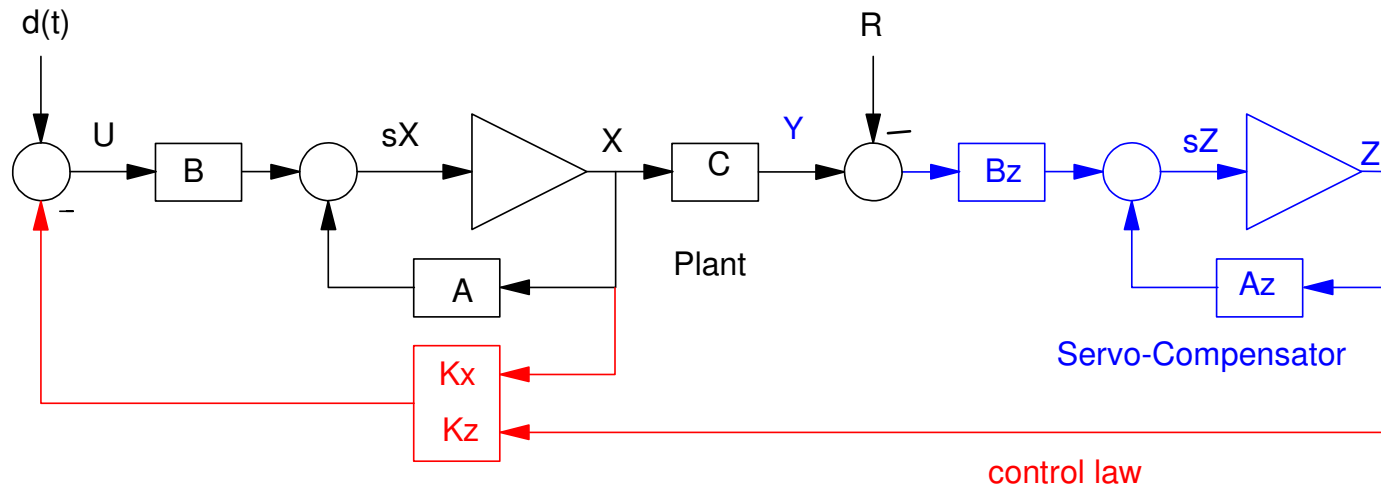 d(t)
R
U
B
sX
X
C
Y
–
Bz
sZ
Z
–
A
Plant
Az
Kx
Servo-Compensator
Kz
control law